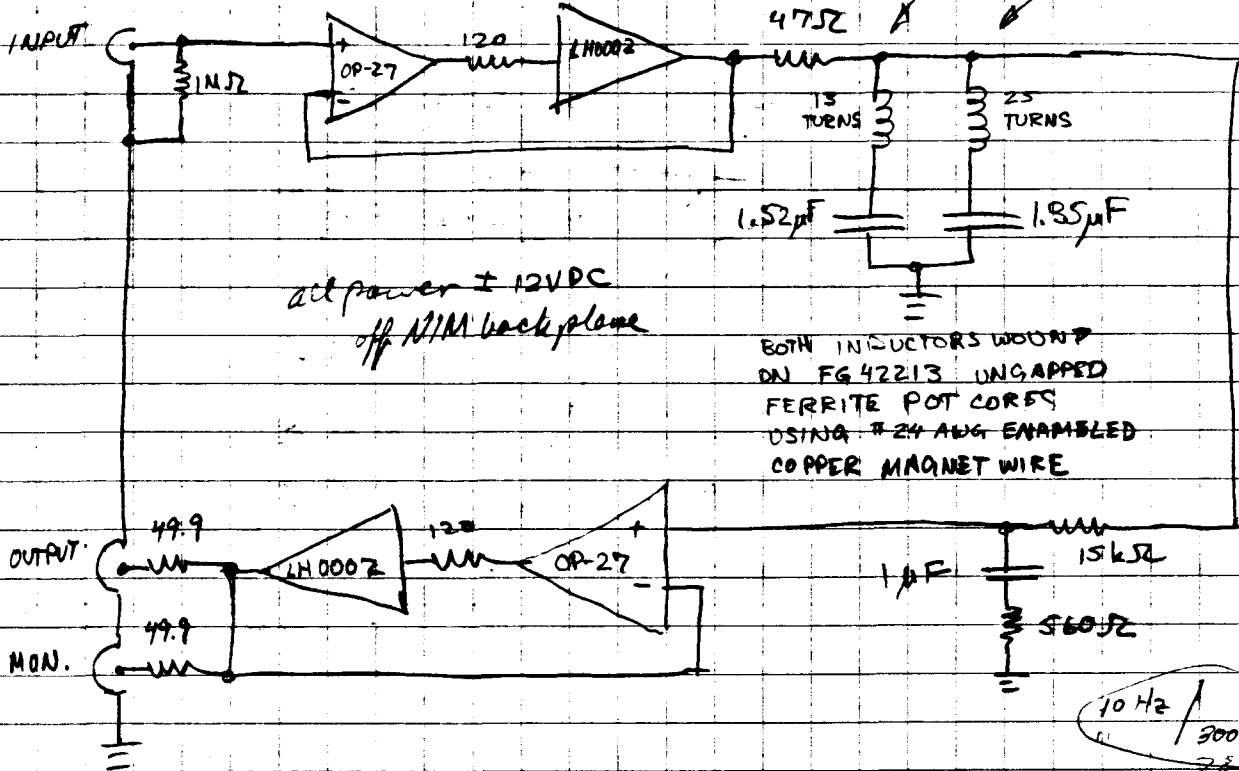 INPUT
1MΩ
+
OP-27
-
120
LH0002
47Ω
15
TURNS
25
TURNS
1.52μF
1.85μF
all power ± 12VDC
off NIM backplane
BOTH INDUCTORS WOUND
ON FG 42213 UNGAPPED
FERRITE POT CORES
USING #24 AWG ENAMELED
COPPER MAGNET WIRE
OUTPUT.
49.9
LH0002
120
OP-27
+
-
15kΩ
1μF
560Ω
MON.
49.9
10 Hz
300